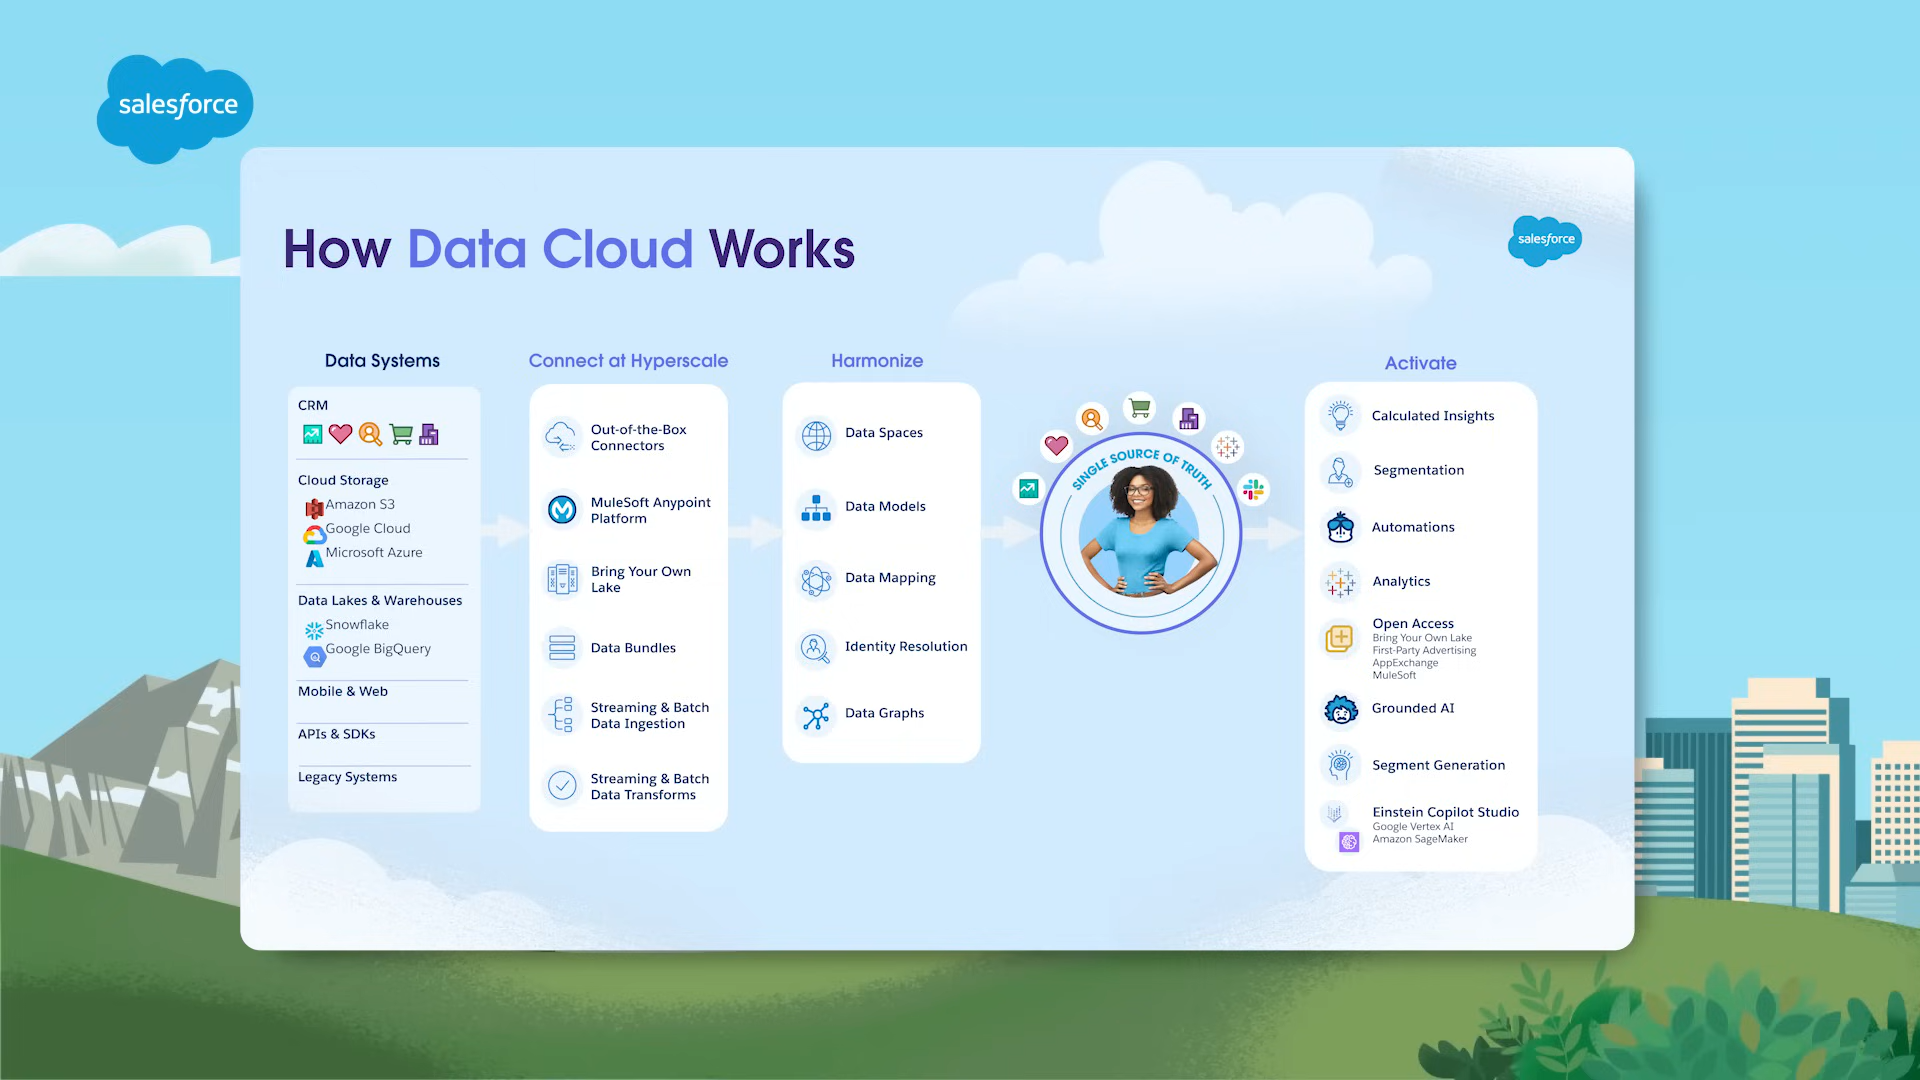 salesforce
How Data Cloud Works
salesforce
Data Systems
CRM
Cloud Storage
Amazon S3
Google Cloud
Microsoft Azure
Data Lakes & Warehouses
Snowflake
Google BigQuery
Mobile & Web
APIs & SDKs
Legacy Systems
Connect at Hyperscale
Out-of-the-Box
Connectors
MuleSoft Anypoint
Platform
Bring Your Own
Lake
Data Bundles
Streaming & Batch
Data Ingestion
Streaming & Batch
Data Transforms
Harmonize
Data Spaces
Data Models
Data Mapping
Identity Resolution
Data Graphs
SINGLE SOURCE OF TRUTH
Activate
Calculated Insights
Segmentation
Automations
Analytics
Open Access
Bring Your Own Lake
First-Party Advertising
AppExchange
MuleSoft
Grounded AI
Segment Generation
Einstein Copilot Studio
Google Vertex AI
Amazon SageMaker